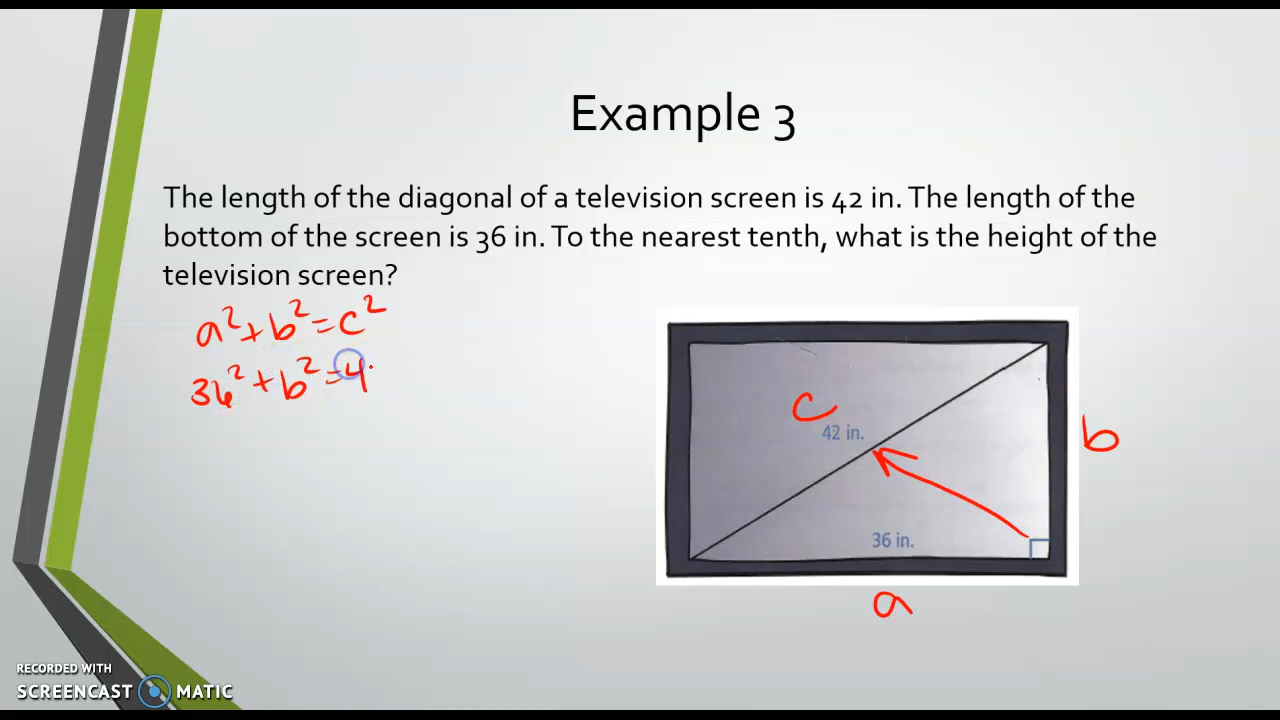 Example 3
The length of the diagonal of a television screen is 42 in. The length of the
bottom of the screen is 36 in. To the nearest tenth, what is the height of the
television screen?
a²+b²=c²
36²+b²=4
c
42 in.
b
36 in.
a
RECORDED WITH
SCREENCAST MATIC